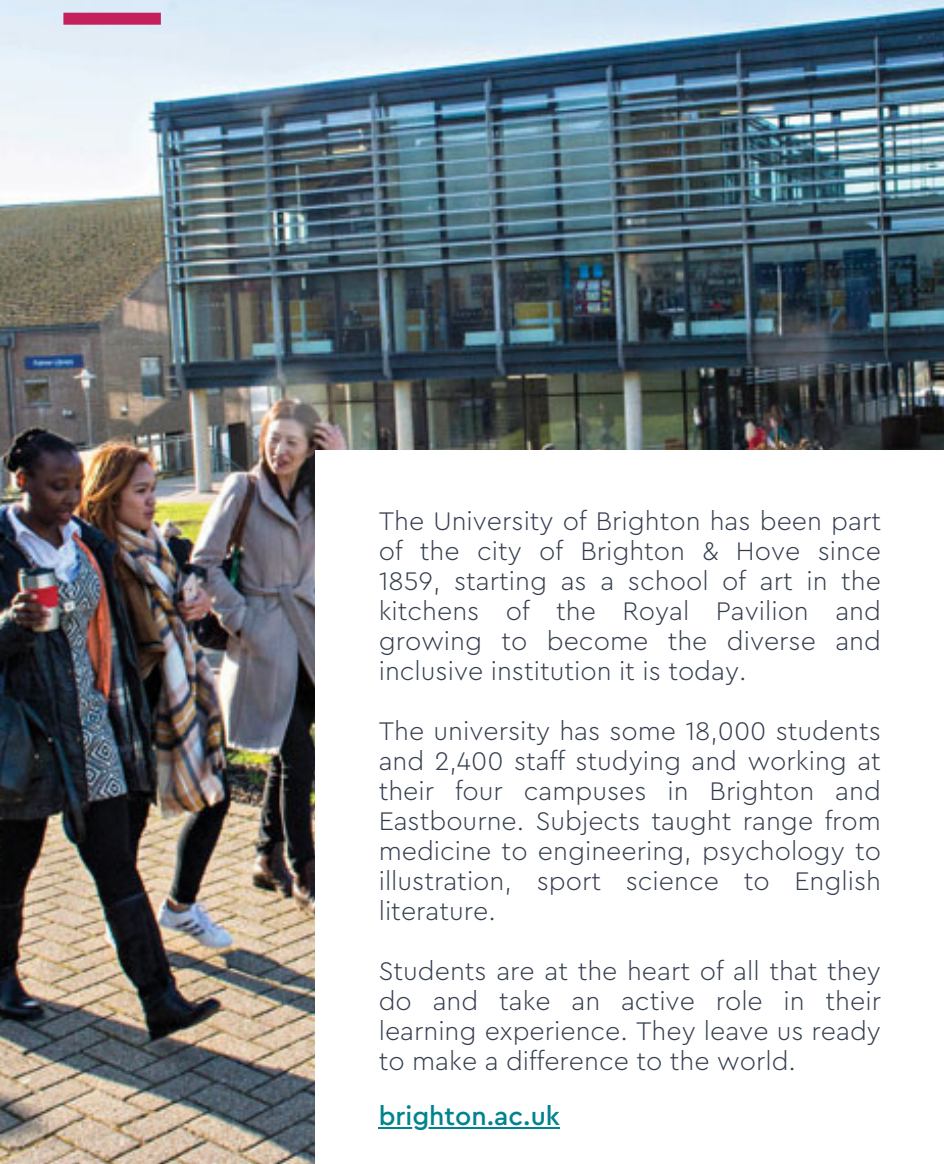 Falmer Library
The University of Brighton has been part
of the city of Brighton & Hove since
1859, starting as a school of art in the
kitchens of the Royal Pavilion and
growing to become the diverse and
inclusive institution it is today.
The university has some 18,000 students
and 2,400 staff studying and working at
their four campuses in Brighton and
Eastbourne. Subjects taught range from
medicine to engineering, psychology to
illustration, sport science to English
literature.
Students are at the heart of all that they
do and take an active role in their
learning experience. They leave us ready
to make a difference to the world.
brighton.ac.uk